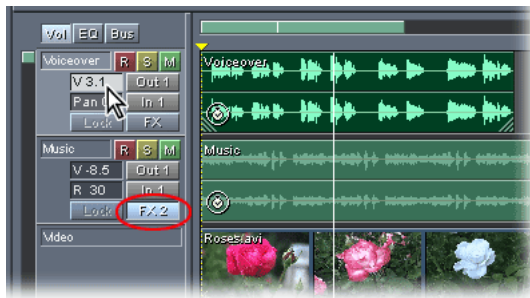 Vol EQ Bus
Voiceover R S M
V 3.1 Out 1
Pan In 1
Lock FX
Music R S M
V -8.5 Out 1
R 30 In 1
Lock FX 2
Video
Voiceover
Music
Roses.avi